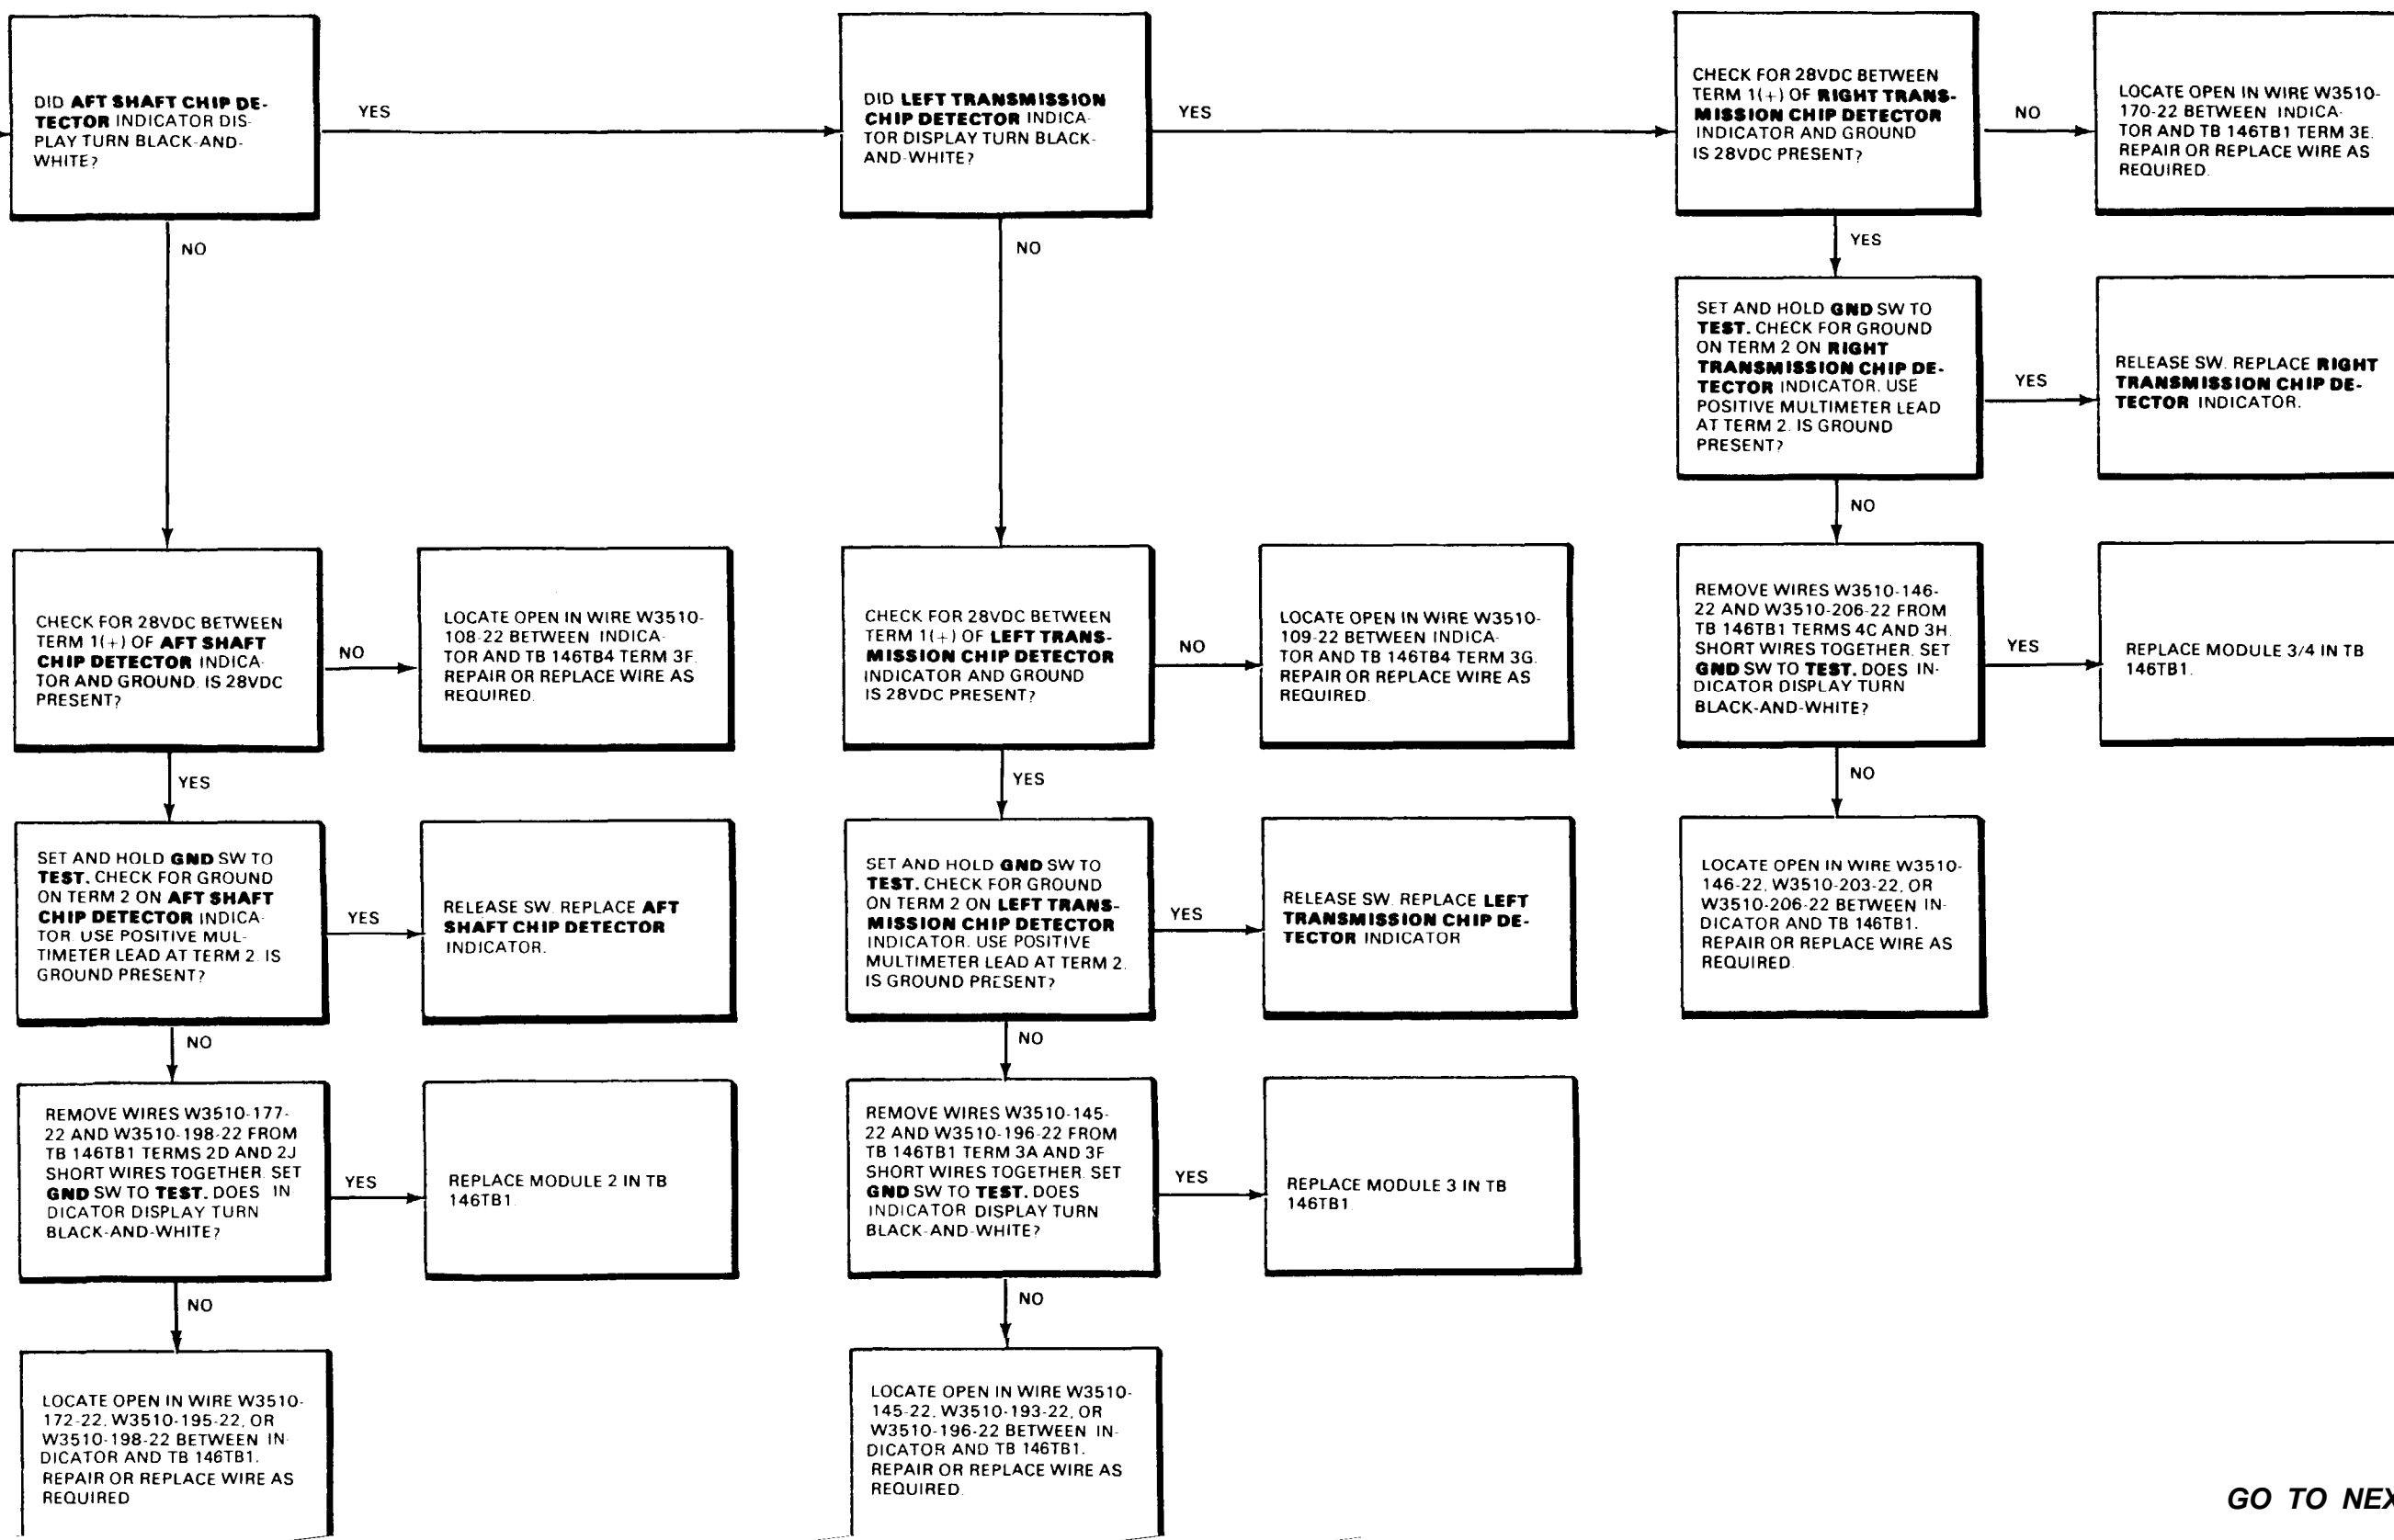 DID AFT SHAFT CHIP DE-
TECTOR INDICATOR DIS-
PLAY TURN BLACK-AND-
WHITE?
YES
NO
DID LEFT TRANSMISSION
CHIP DETECTOR INDICA-
TOR DISPLAY TURN BLACK-
AND-WHITE?
YES
NO
CHECK FOR 28VDC BETWEEN
TERM 1(+) OF RIGHT TRANS-
MISSION CHIP DETECTOR
INDICATOR AND GROUND
IS 28VDC PRESENT?
NO
YES
LOCATE OPEN IN WIRE W3510-
170-22 BETWEEN INDICA-
TOR AND TB 146TB1 TERM 3E.
REPAIR OR REPLACE WIRE AS
REQUIRED.
SET AND HOLD GND SW TO
TEST. CHECK FOR GROUND
ON TERM 2 ON RIGHT
TRANSMISSION CHIP DE-
TECTOR INDICATOR. USE
POSITIVE MULTIMETER LEAD
AT TERM 2. IS GROUND
PRESENT?
YES
NO
RELEASE SW. REPLACE RIGHT
TRANSMISSION CHIP DE-
TECTOR INDICATOR.
CHECK FOR 28VDC BETWEEN
TERM 1(+) OF AFT SHAFT
CHIP DETECTOR INDICA-
TOR AND GROUND. IS 28VDC
PRESENT?
NO
YES
LOCATE OPEN IN WIRE W3510-
108-22 BETWEEN INDICA-
TOR AND TB 146TB4 TERM 3F.
REPAIR OR REPLACE WIRE AS
REQUIRED.
CHECK FOR 28VDC BETWEEN
TERM 1(+) OF LEFT TRANS-
MISSION CHIP DETECTOR
INDICATOR AND GROUND
IS 28VDC PRESENT?
NO
YES
LOCATE OPEN IN WIRE W3510-
109-22 BETWEEN INDICA-
TOR AND TB 146TB4 TERM 3G.
REPAIR OR REPLACE WIRE AS
REQUIRED.
REMOVE WIRES W3510-146-
22 AND W3510-206-22 FROM
TB 146TB1 TERMS 4C AND 3H.
SHORT WIRES TOGETHER. SET
GND SW TO TEST. DOES IN-
DICATOR DISPLAY TURN
BLACK-AND-WHITE?
YES
NO
REPLACE MODULE 3/4 IN TB
146TB1.
SET AND HOLD GND SW TO
TEST. CHECK FOR GROUND
ON TERM 2 ON AFT SHAFT
CHIP DETECTOR INDICA-
TOR. USE POSITIVE MUL-
TIMETER LEAD AT TERM 2. IS
GROUND PRESENT?
YES
NO
RELEASE SW. REPLACE AFT
SHAFT CHIP DETECTOR
INDICATOR.
SET AND HOLD GND SW TO
TEST. CHECK FOR GROUND
ON TERM 2 ON LEFT TRANS-
MISSION CHIP DETECTOR
INDICATOR. USE POSITIVE
MULTIMETER LEAD AT TERM 2.
IS GROUND PRESENT?
YES
NO
RELEASE SW. REPLACE LEFT
TRANSMISSION CHIP DE-
TECTOR INDICATOR
LOCATE OPEN IN WIRE W3510-
146-22, W3510-203-22, OR
W3510-206-22 BETWEEN IN-
DICATOR AND TB 146TB1.
REPAIR OR REPLACE WIRE AS
REQUIRED.
REMOVE WIRES W3510-177-
22 AND W3510-198-22 FROM
TB 146TB1 TERMS 2D AND 2J
SHORT WIRES TOGETHER. SET
GND SW TO TEST. DOES IN
DICATOR DISPLAY TURN
BLACK-AND-WHITE?
YES
NO
REPLACE MODULE 2 IN TB
146TB1.
REMOVE WIRES W3510-145-
22 AND W3510-196-22 FROM
TB 146TB1 TERM 3A AND 3F
SHORT WIRES TOGETHER. SET
GND SW TO TEST. DOES
INDICATOR DISPLAY TURN
BLACK-AND-WHITE?
YES
NO
REPLACE MODULE 3 IN TB
146TB1.
LOCATE OPEN IN WIRE W3510-
172-22, W3510-195-22, OR
W3510-198-22 BETWEEN IN-
DICATOR AND TB 146TB1.
REPAIR OR REPLACE WIRE AS
REQUIRED
LOCATE OPEN IN WIRE W3510-
145-22, W3510-193-22, OR
W3510-196-22 BETWEEN IN-
DICATOR AND TB 146TB1.
REPAIR OR REPLACE WIRE AS
REQUIRED.
GO TO NEX